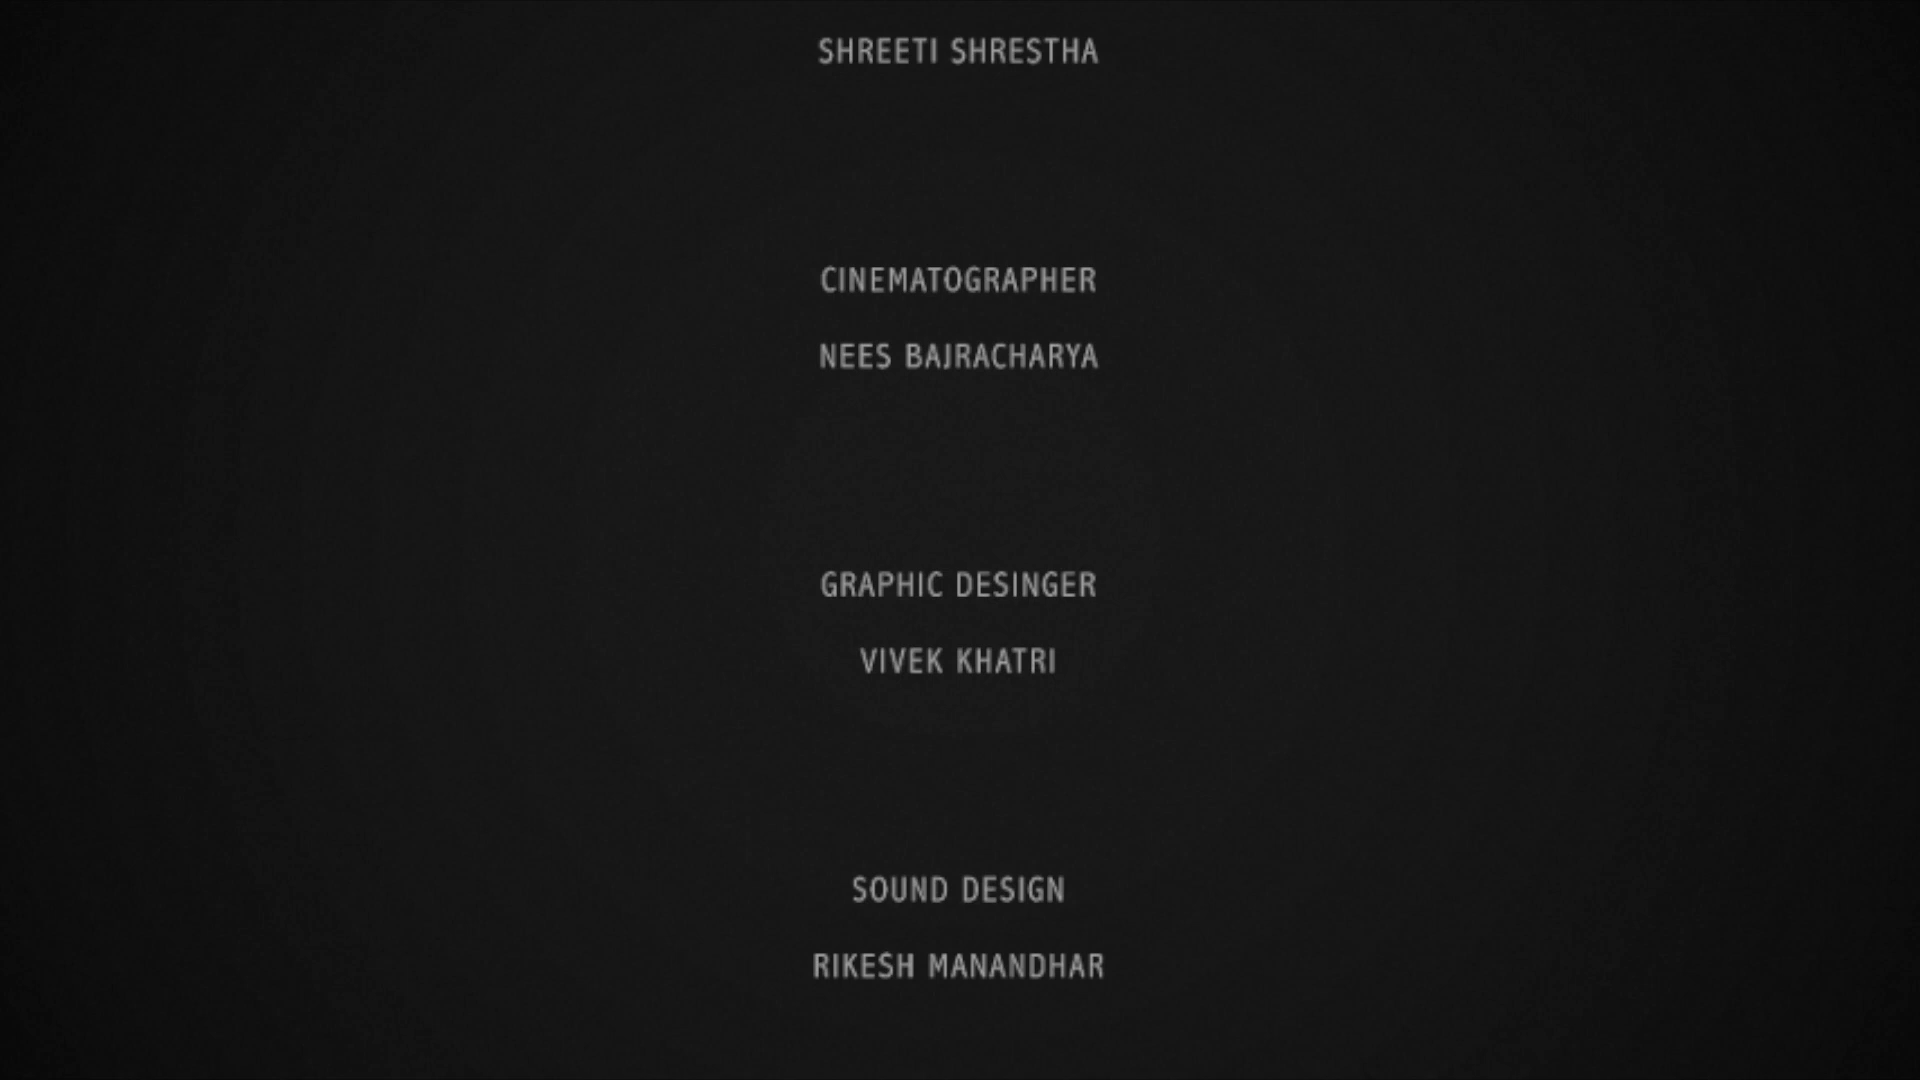 SHREETI SHRESTHA
CINEMATOGRAPHER
NEES BAJRACHARYA
GRAPHIC DESINGER
VIVEK KHATRI
SOUND DESIGN
RIKESH MANANDHAR